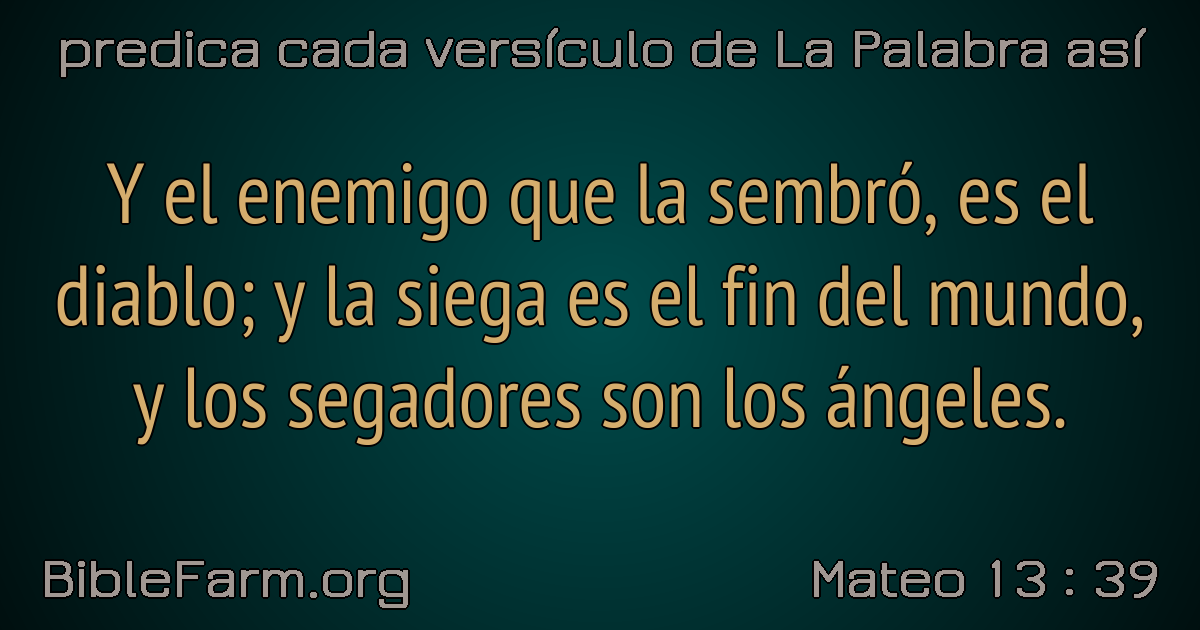 predica cada versículo de La Palabra así
Y el enemigo que la sembró, es el
diablo; y la siega es el fin del mundo,
y los segadores son los ángeles.
BibleFarm.org
Mateo 13 : 39